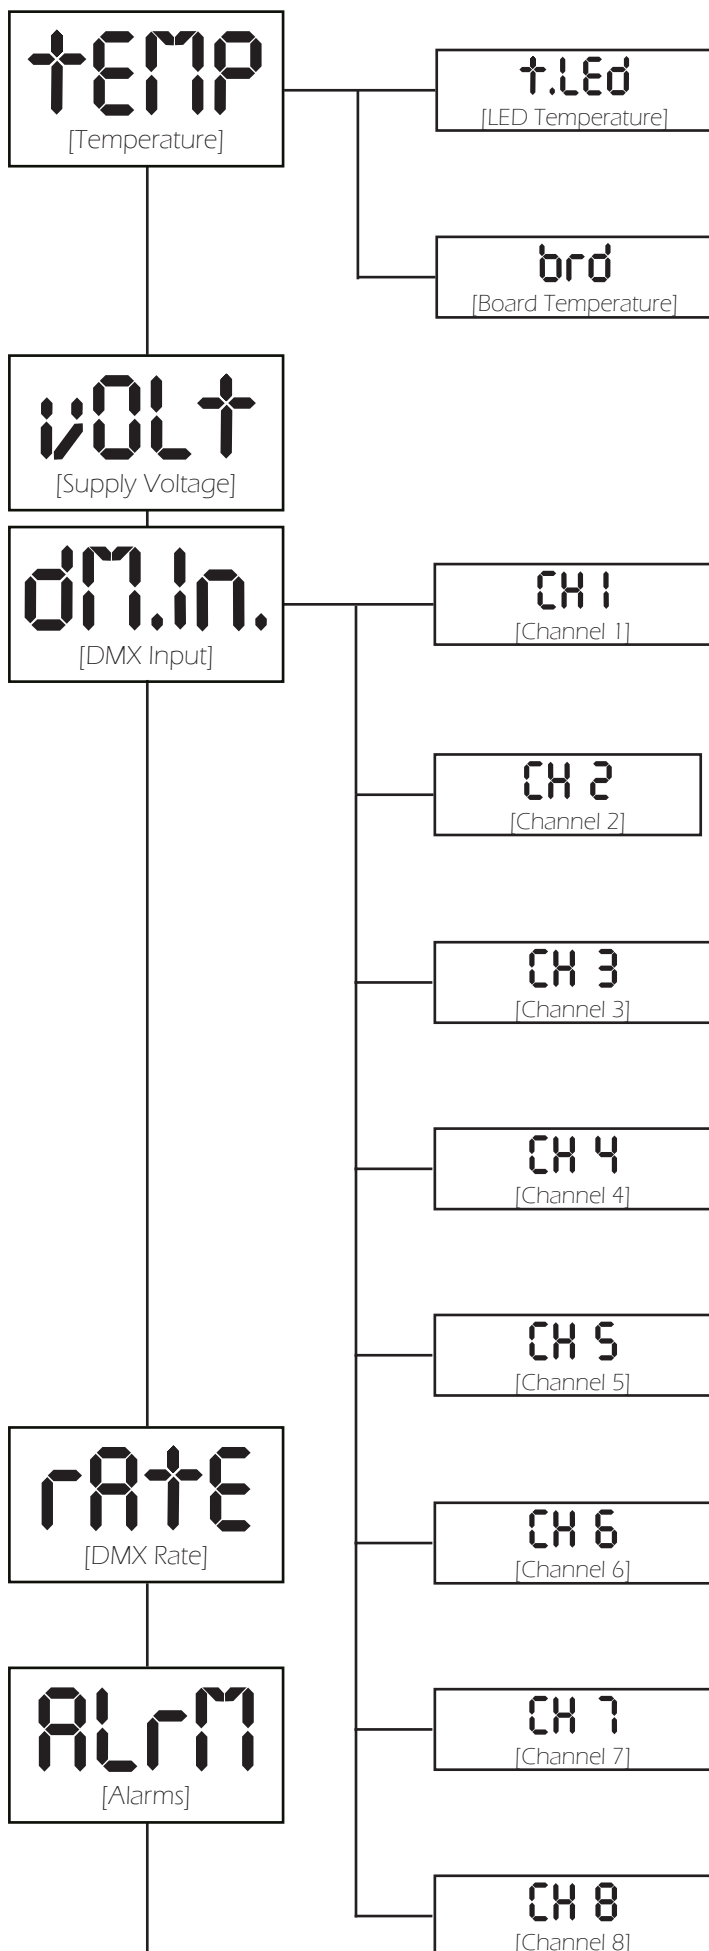 tEMP
[Temperature]
t.LEd
[LED Temperature]
brd
[Board Temperature]
vOLt
[Supply Voltage]
dM.In.
[DMX Input]
CH 1
[Channel 1]
CH 2
[Channel 2]
CH 3
[Channel 3]
CH 4
[Channel 4]
CH 5
[Channel 5]
rAtE
[DMX Rate]
CH 6
[Channel 6]
ALrM
[Alarms]
CH 7
[Channel 7]
CH 8
[Channel 8]